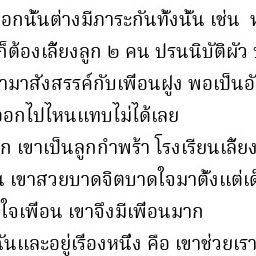 อกนั้นต่างมีภาระกันทั้งนั้น เช่น
ก็ต้องเลี้ยงลูก ๒ คน ปรนนิบัติผัว
ามาสังสรรค์กับเพื่อนฝูง พอเป็นอั
ออกไปไหนแทบไม่ได้เลย
ก เขาเป็นลูกกำพร้า โรงเรียนเลี้ยง
น เขาสวยบาดจิตบาดใจมาตั้งแต่เด็
ใจเพื่อน เขาจึงมีเพื่อนมาก
นั้นและอยู่เรื่องหนึ่ง คือ เขาช่วยเรา